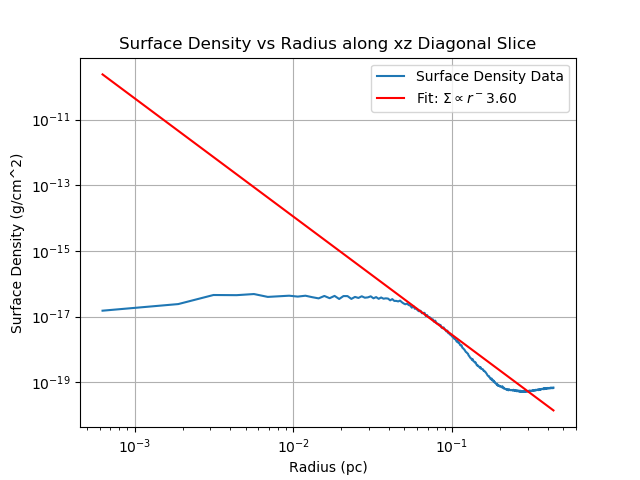 Surface Density vs Radius along xz Diagonal Slice
Surface Density Data
Fit: Σ ∝ r⁻3.60
10⁻¹¹
10⁻¹³
10⁻¹⁵
10⁻¹⁷
10⁻¹⁹
Surface Density (g/cm^2)
10⁻³
10⁻²
10⁻¹
Radius (pc)